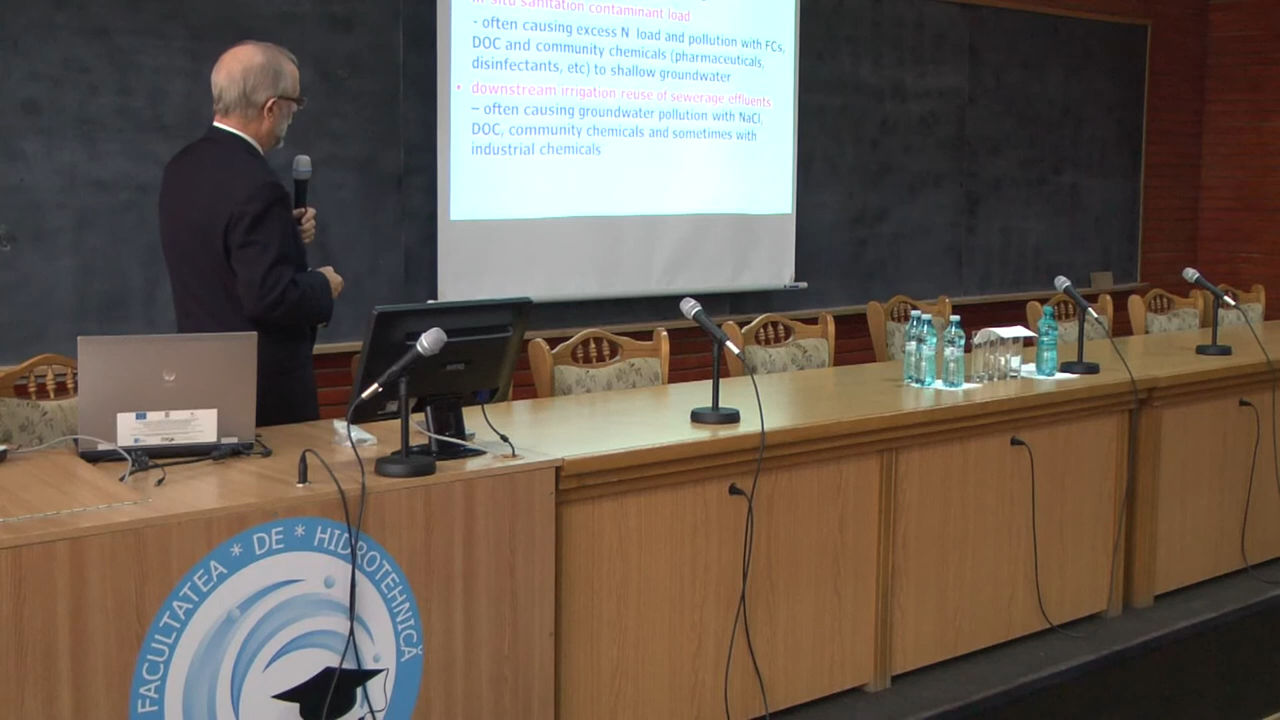 in-situ sanitation contaminant load
- often causing excess N load and pollution with FCs,
DOC and community chemicals (pharmaceuticals,
disinfectants, etc) to shallow groundwater
• downstream irrigation reuse of sewerage effluents
– often causing groundwater pollution with NaCl,
DOC, community chemicals and sometimes with
industrial chemicals
FACULTATEA * DE * HIDROTEHNICĂ